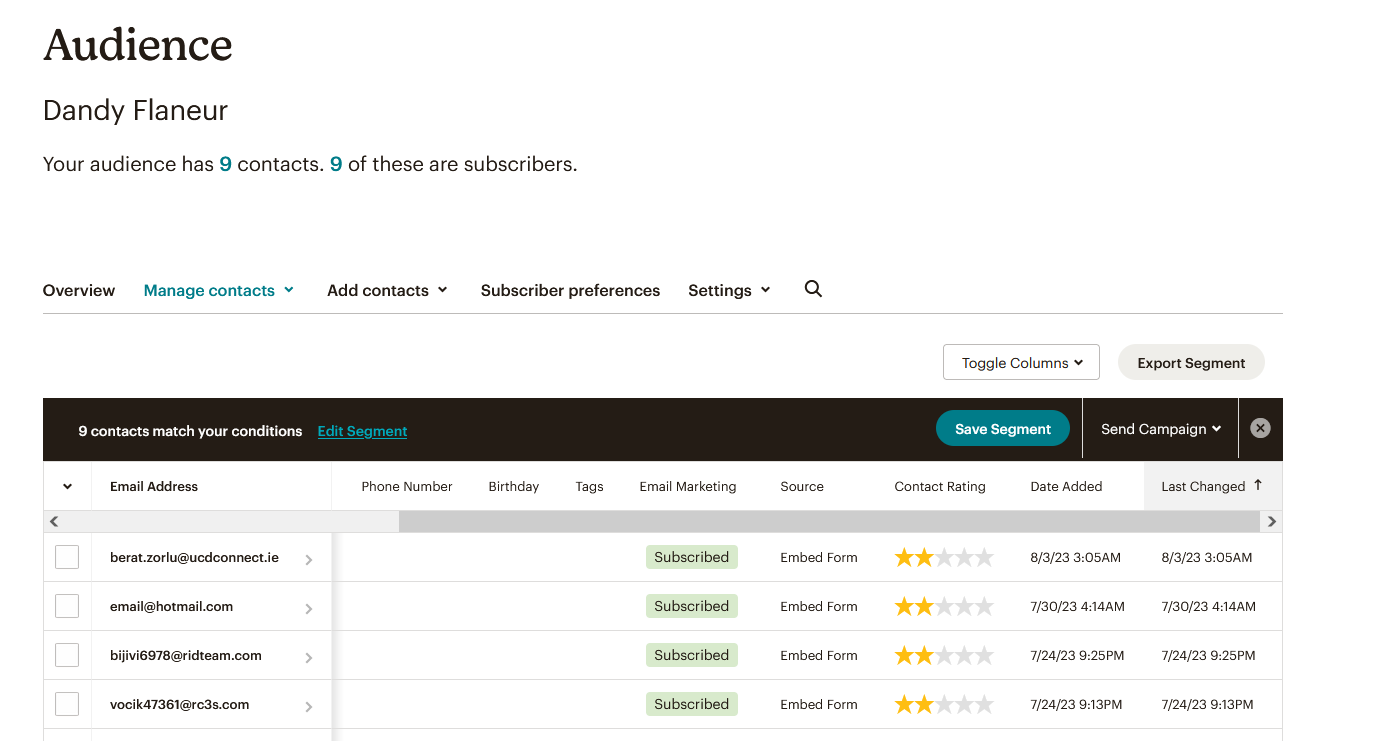 Audience
Dandy Flaneur
Your audience has 9 contacts. 9 of these are subscribers.
Overview Manage contacts Add contacts Subscriber preferences Settings
Toggle Columns Export Segment
9 contacts match your conditions Edit Segment Save Segment Send Campaign
Email Address Phone Number Birthday Tags Email Marketing Source Contact Rating Date Added Last Changed
berat.zorlu@ucdconnect.ie Subscribed Embed Form 8/3/23 3:05AM 8/3/23 3:05AM
email@hotmail.com Subscribed Embed Form 7/30/23 4:14AM 7/30/23 4:14AM
bijivi6978@ridteam.com Subscribed Embed Form 7/24/23 9:25PM 7/24/23 9:25PM
vocik47361@rc3s.com Subscribed Embed Form 7/24/23 9:13PM 7/24/23 9:13PM